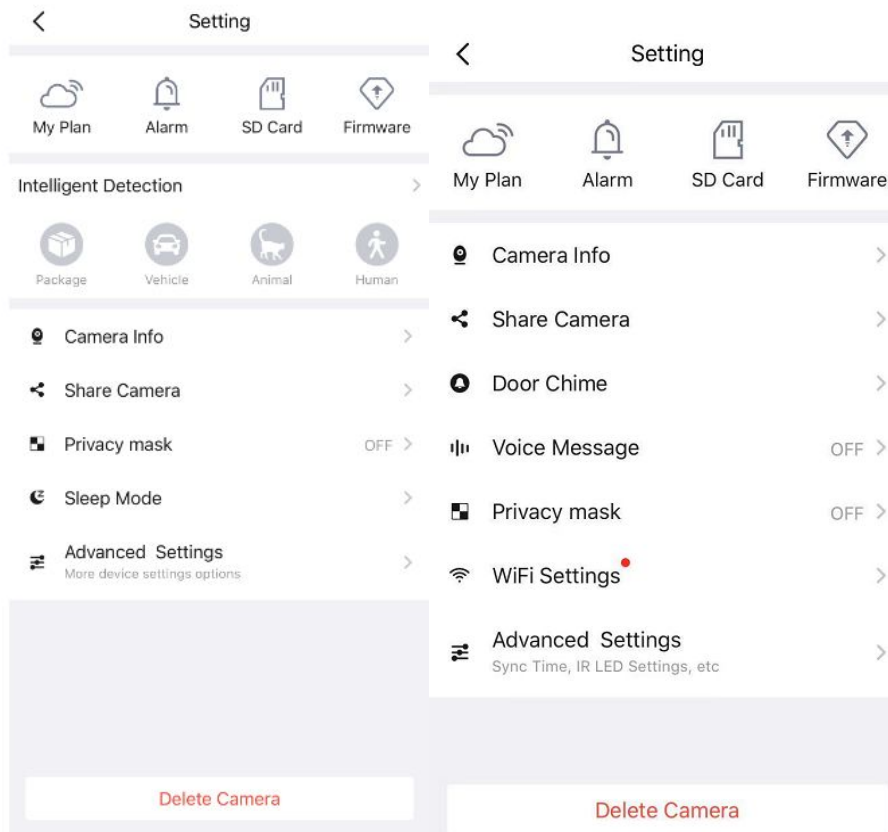 Setting
My Plan Alarm SD Card Firmware
Intelligent Detection
Package Vehicle Animal Human
Camera Info
Share Camera
Privacy mask OFF
Sleep Mode
Advanced Settings
More device settings options
Delete Camera
Setting
My Plan Alarm SD Card Firmware
Camera Info
Share Camera
Door Chime
Voice Message OFF
Privacy mask OFF
WiFi Settings
Advanced Settings
Sync Time, IR LED Settings, etc
Delete Camera